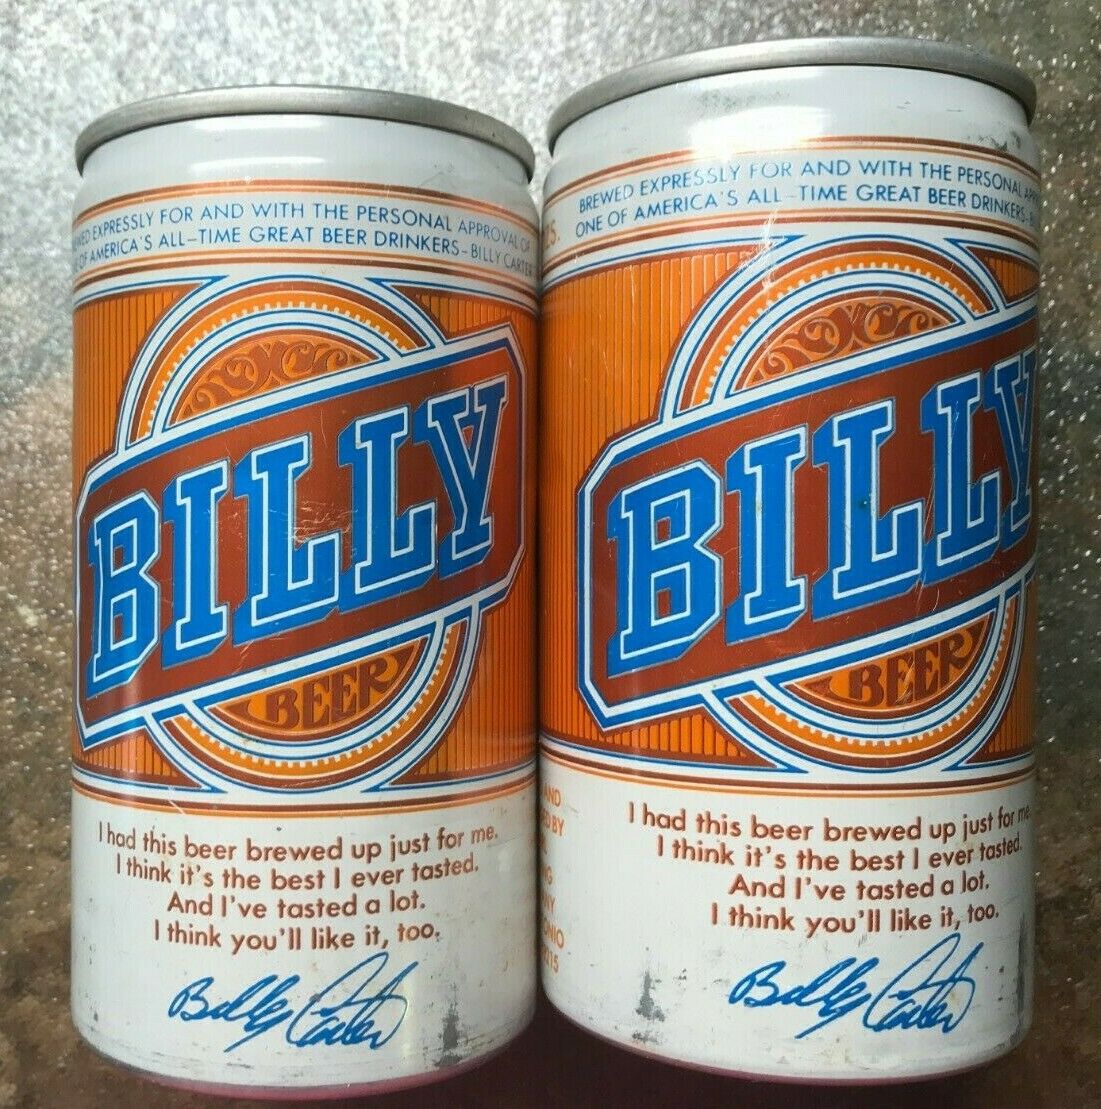 EXPRESSLY FOR AND WITH THE PERSONAL APPROVAL OF
OF AMERICA'S ALL-TIME GREAT BEER DRINKERS-BILLY CARTER
BILLY
BEER
I had this beer brewed up just for me.
I think it's the best I ever tasted.
And I've tasted a lot.
I think you'll like it, too.
Billy Carter
BREWED EXPRESSLY FOR AND WITH THE PERSONAL
ONE OF AMERICA'S ALL-TIME GREAT BEER DRINKERS-
BILLY
BEER
AND
BY
I had this beer brewed up just for me.
I think it's the best I ever tasted.
And I've tasted a lot.
I think you'll like it, too.
Billy Carter